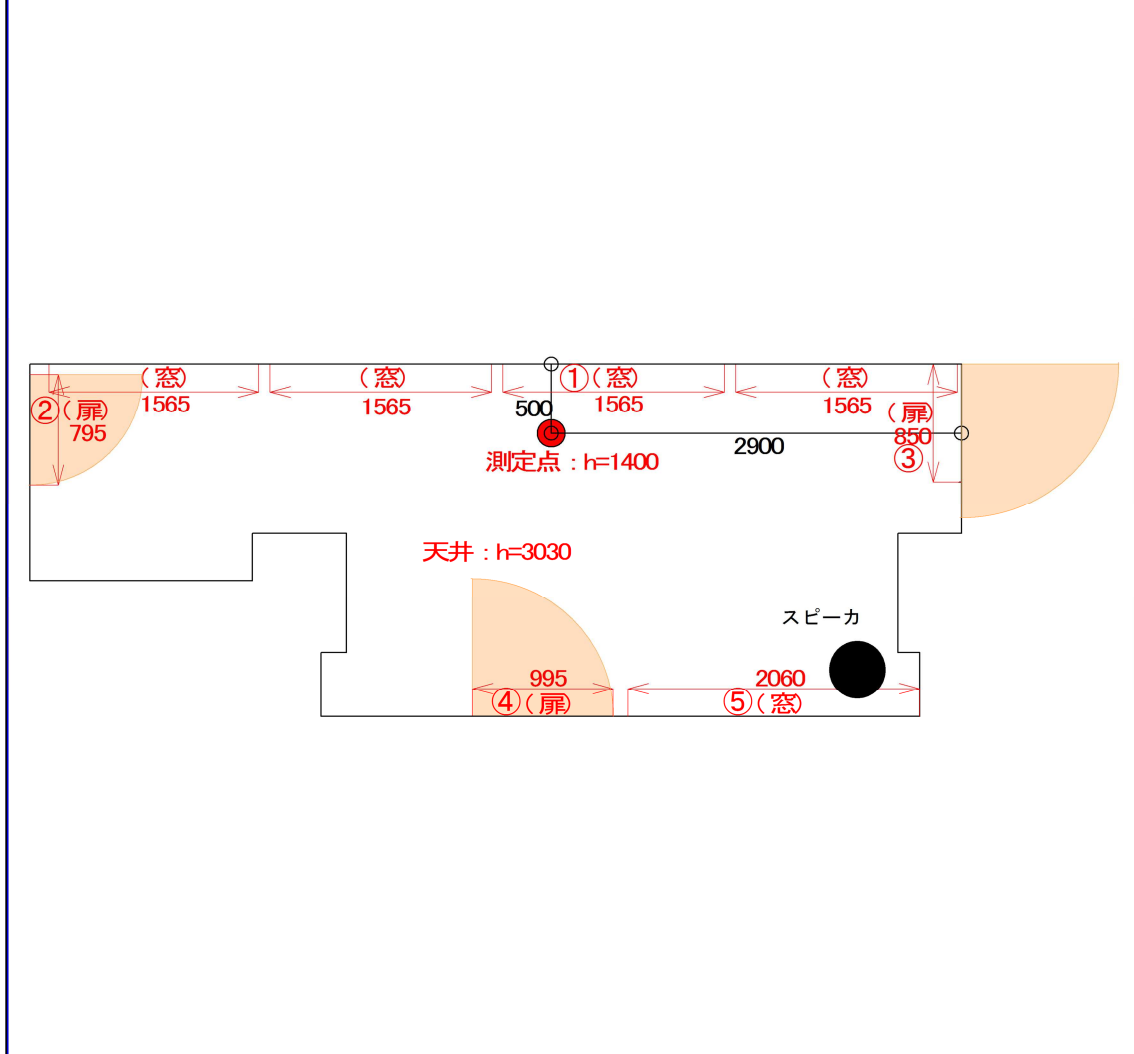 (窓)
1565
(窓)
1565
①(窓)
1565
(窓)
1565
②(扉)
795
500
(扉)
850
③
2900
測定点：h=1400
天井：h=3030
スピーカ
995
④(扉)
2060
⑤(窓)